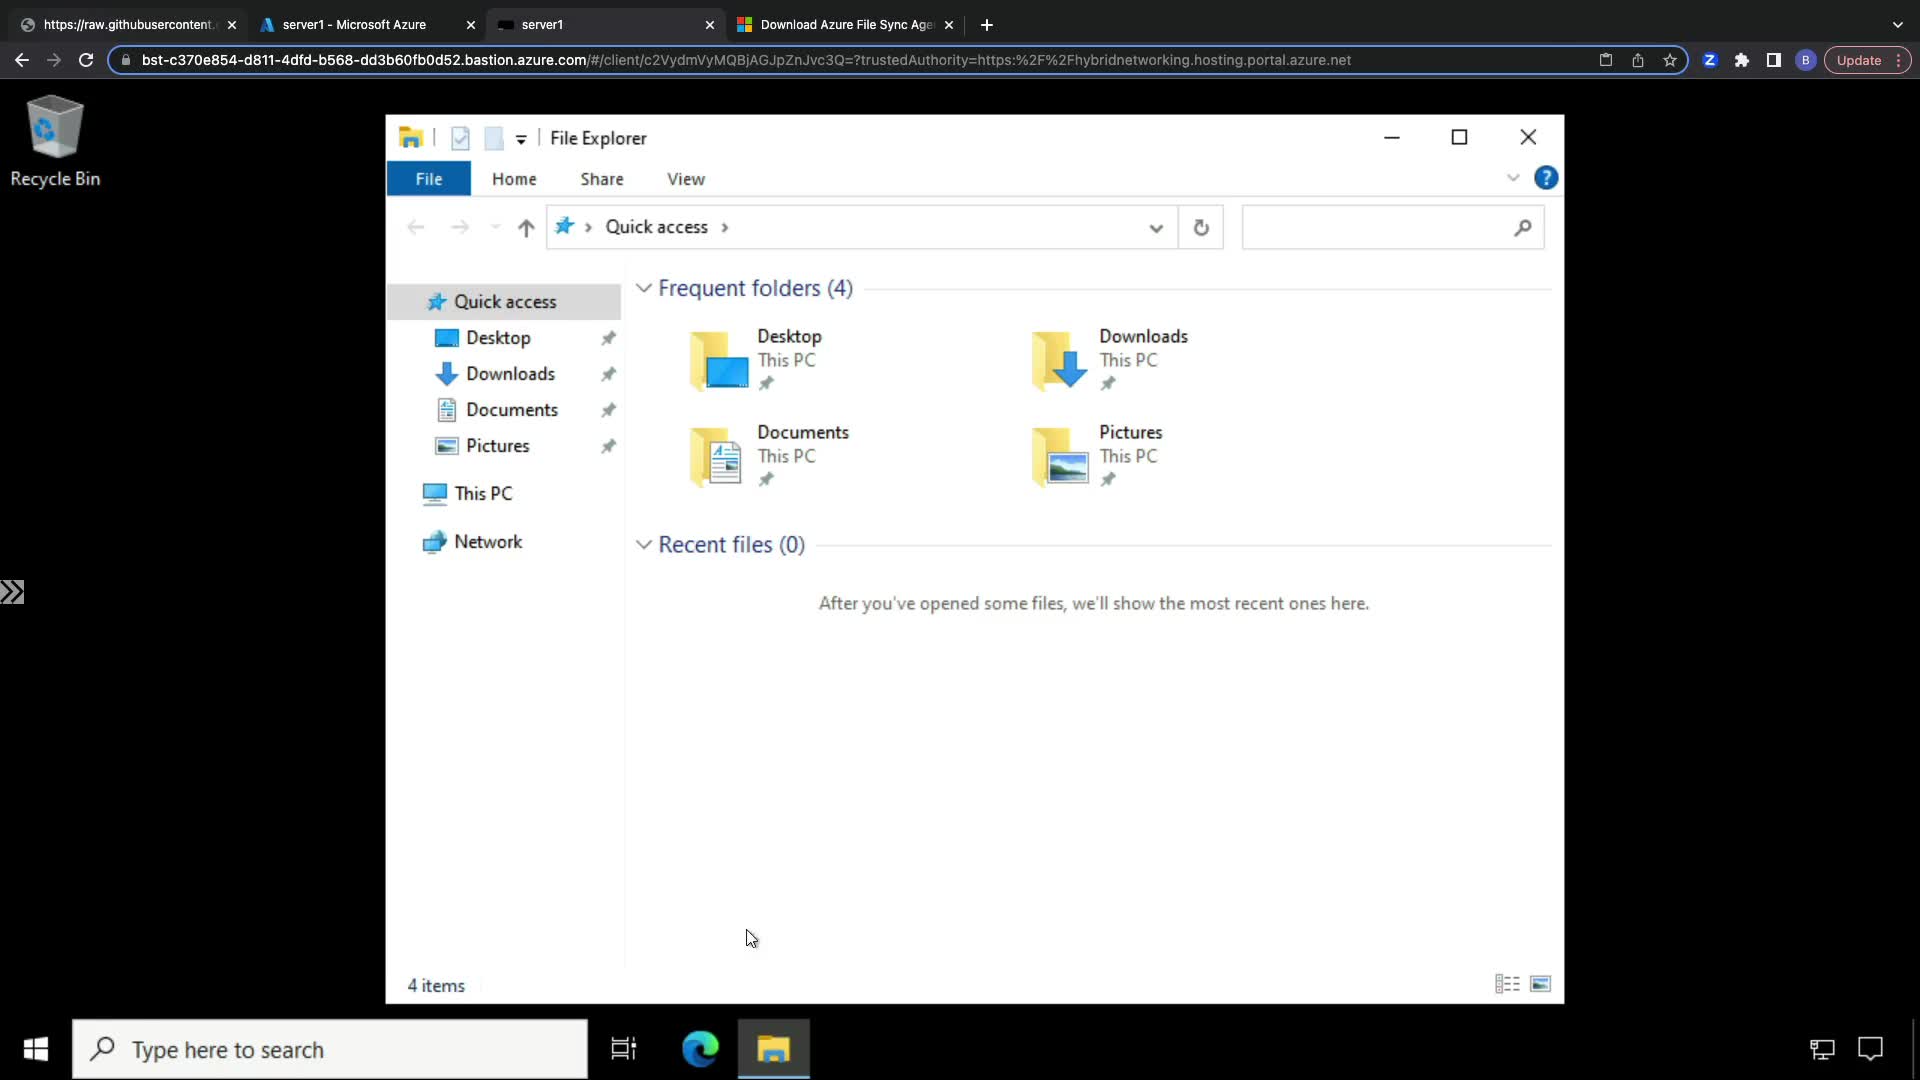 https://raw.githubusercontent.
server1 - Microsoft Azure
server1
Download Azure File Sync Age
bst-c370e854-d811-4dfd-b568-dd3b60fb0d52.bastion.azure.com/#/client/c2VydmVyMQBjAGJpZnJvc3Q=?trustedAuthority=https:%2F%2Fhybridnetworking.hosting.portal.azure.net
Z
B
Update
Recycle Bin
File Explorer
File
Home
Share
View
?
Quick access
Quick access
Desktop
Downloads
Documents
Pictures
This PC
Network
Frequent folders (4)
Desktop
This PC
Downloads
This PC
Documents
This PC
Pictures
This PC
Recent files (0)
After you've opened some files, we'll show the most recent ones here.
4 items
Type here to search